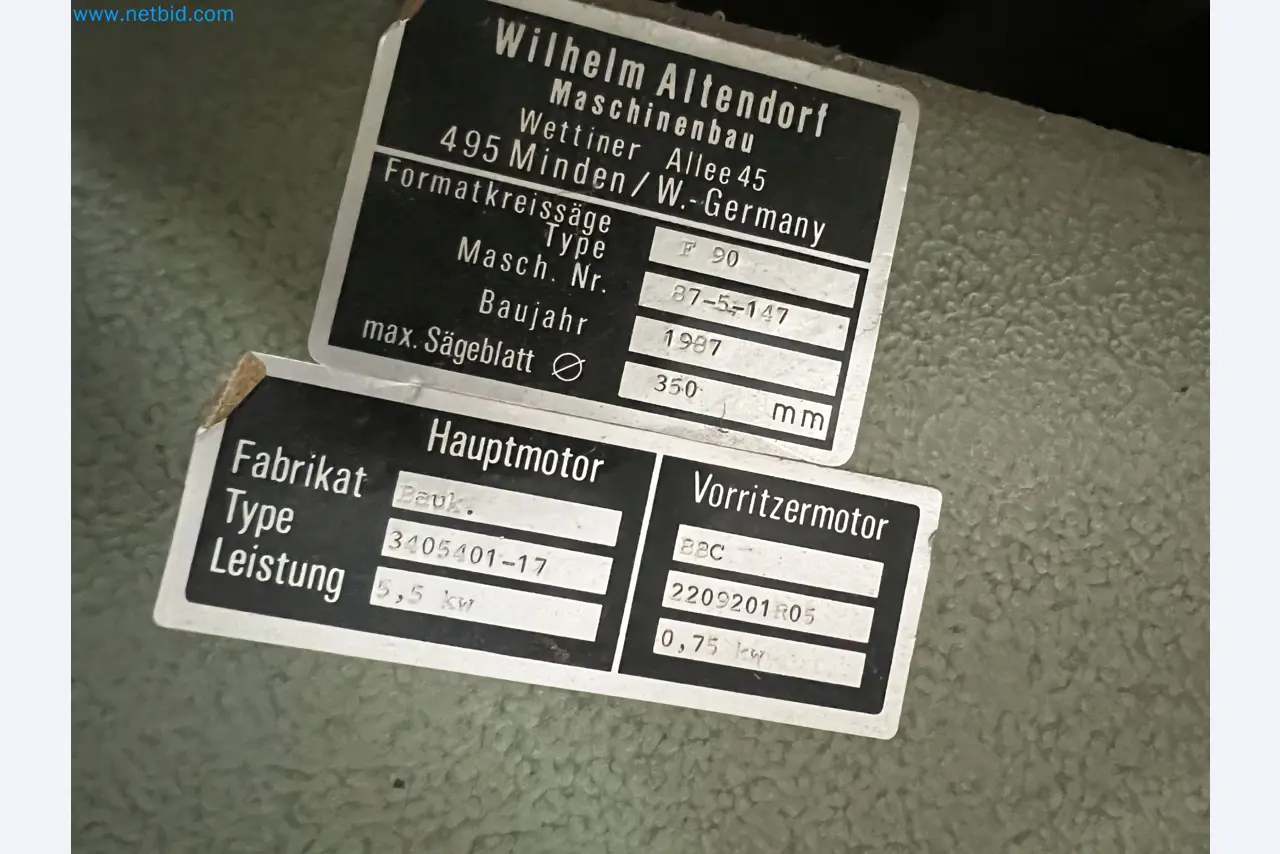 www.netbid.com
Wilhelm Altendorf
Maschinenbau
Wettiner Allee 45
495 Minden / W.-Germany
Formatkreissäge
Type F 90
Masch. Nr. 87-5-147
Baujahr 1987
max. Sägeblatt ∅ 350 mm
Hauptmotor Vorritzermotor
Fabrikat Bauk. BBC
Type 3405401-17 2209201R05
Leistung 5,5 kw 0,75 kw